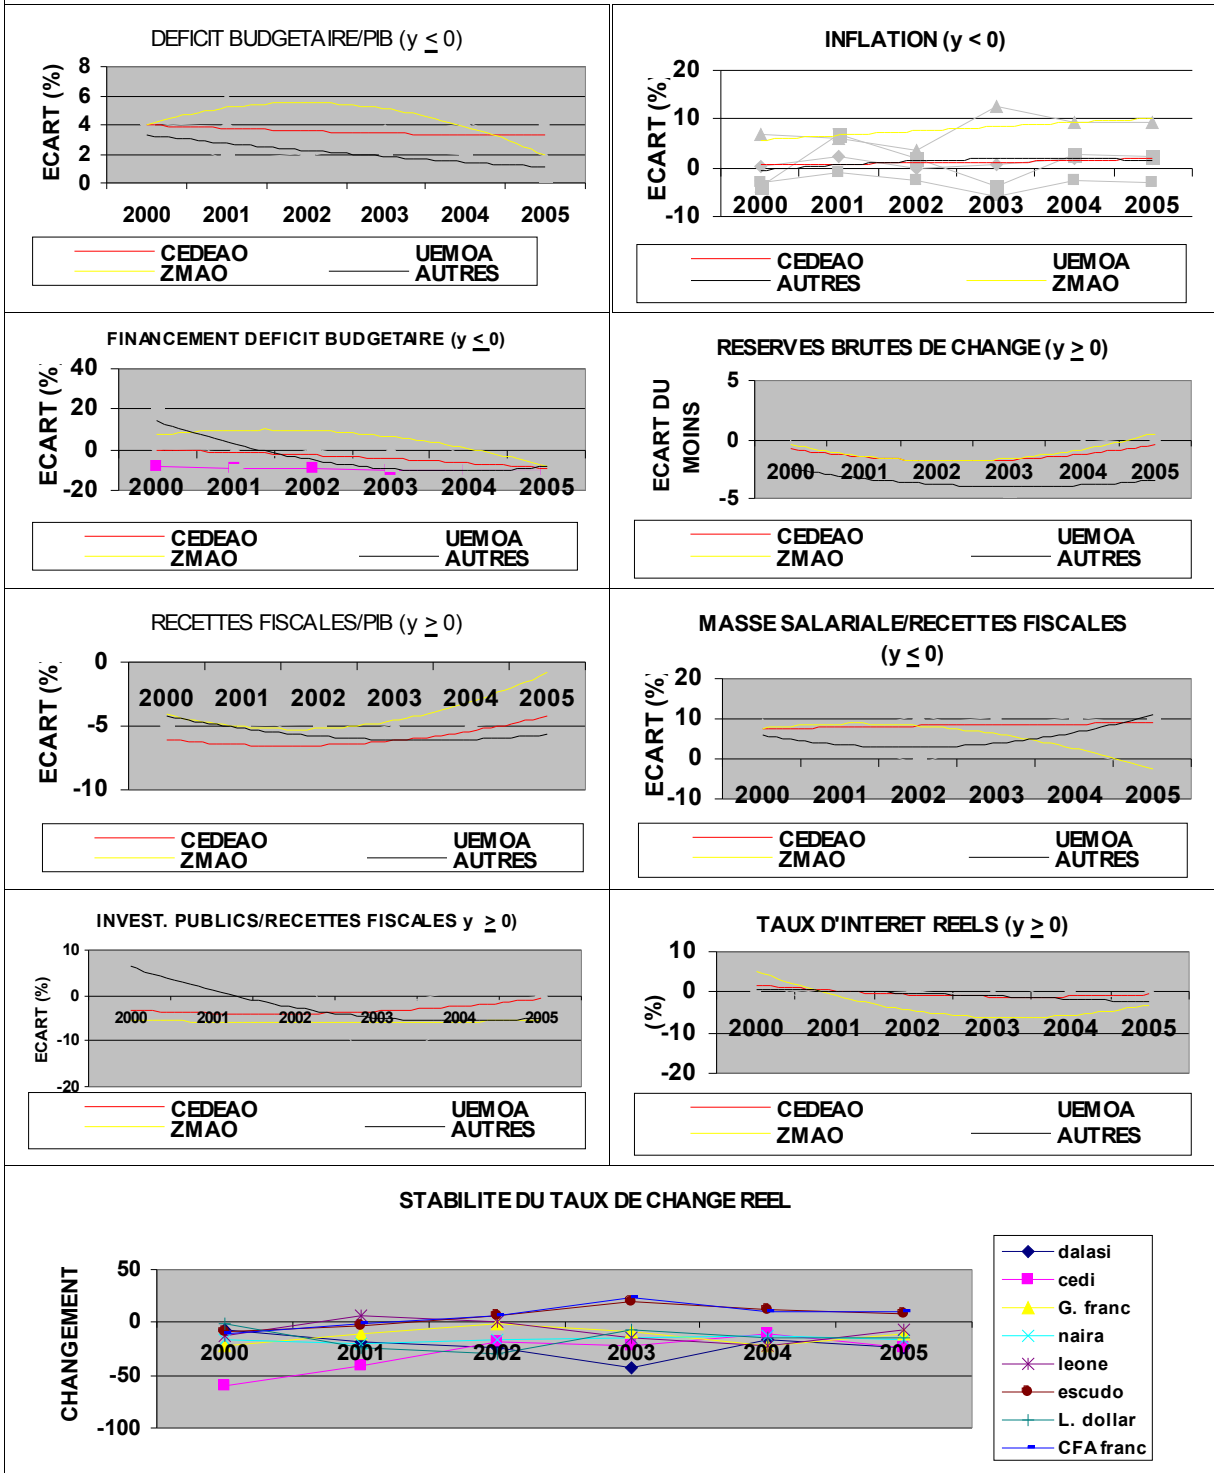 DEFICIT BUDGETAIRE/PIB (y ≤ 0)
ECART (%)
8
6
4
2
0
2000 2001 2002 2003 2004 2005
CEDEAO UEMOA
ZMAO AUTRES
INFLATION (y < 0)
ECART (%)
20
10
0
-10
2000 2001 2002 2003 2004 2005
CEDEAO UEMOA
AUTRES ZMAO
FINANCEMENT DEFICIT BUDGETAIRE (y ≤ 0)
ECART (%
40
20
0
-20
2000 2001 2002 2003 2004 2005
CEDEAO UEMOA
ZMAO AUTRES
RESERVES BRUTES DE CHANGE (y ≥ 0)
ECART DU
MOINS
5
0
-5
2000 2001 2002 2003 2004 2005
CEDEAO UEMOA
ZMAO AUTRES
RECETTES FISCALES/PIB (y ≥ 0)
ECART (%
0
-5
-10
2000 2001 2002 2003 2004 2005
CEDEAO UEMOA
ZMAO AUTRES
MASSE SALARIALE/RECETTES FISCALES
(y ≤ 0)
ECART (%
20
10
0
-10
2000 2001 2002 2003 2004 2005
CEDEAO UEMOA
ZMAO AUTRES
INVEST. PUBLICS/RECETTES FISCALES y ≥ 0)
ECART (%)
10
0
-10
-20
2000 2001 2002 2003 2004 2005
CEDEAO UEMOA
ZMAO AUTRES
TAUX D'INTERET REELS (y ≥ 0)
(%)
10
0
-10
-20
2000 2001 2002 2003 2004 2005
CEDEAO UEMOA
ZMAO AUTRES
STABILITE DU TAUX DE CHANGE REEL
CHANGEMENT
50
0
-50
-100
2000 2001 2002 2003 2004 2005
dalasi
cedi
G. franc
naira
leone
escudo
L. dollar
CFA franc